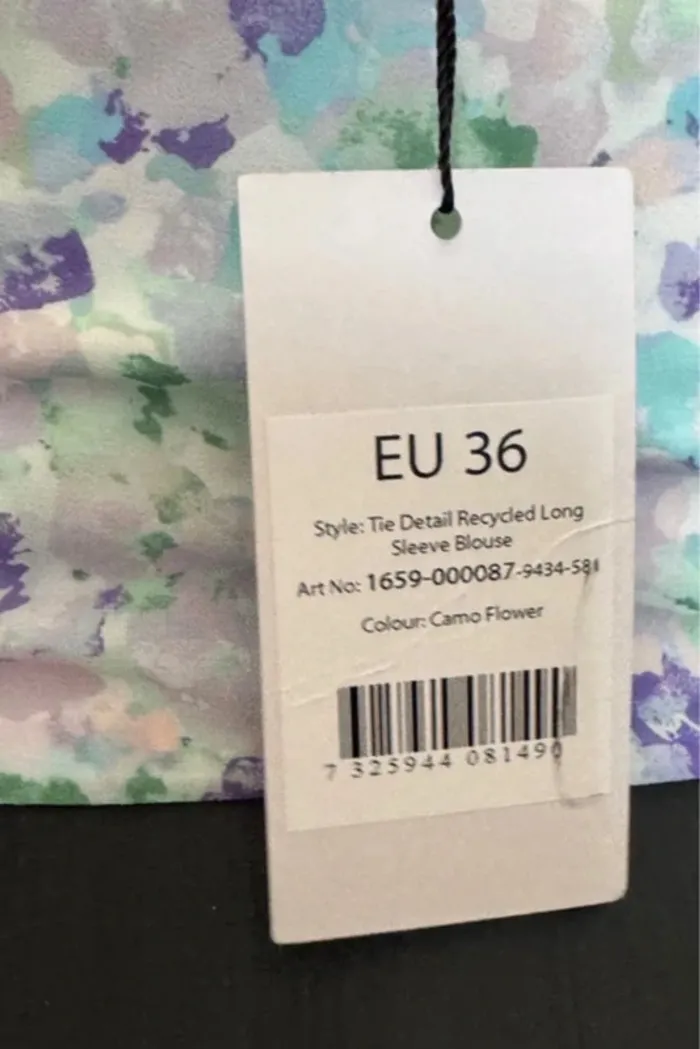 EU 36
Style: Tie Detail Recycled Long
Sleeve Blouse
Art No: 1659-000087-9434-581
Colour: Camo Flower
7 325944 081490